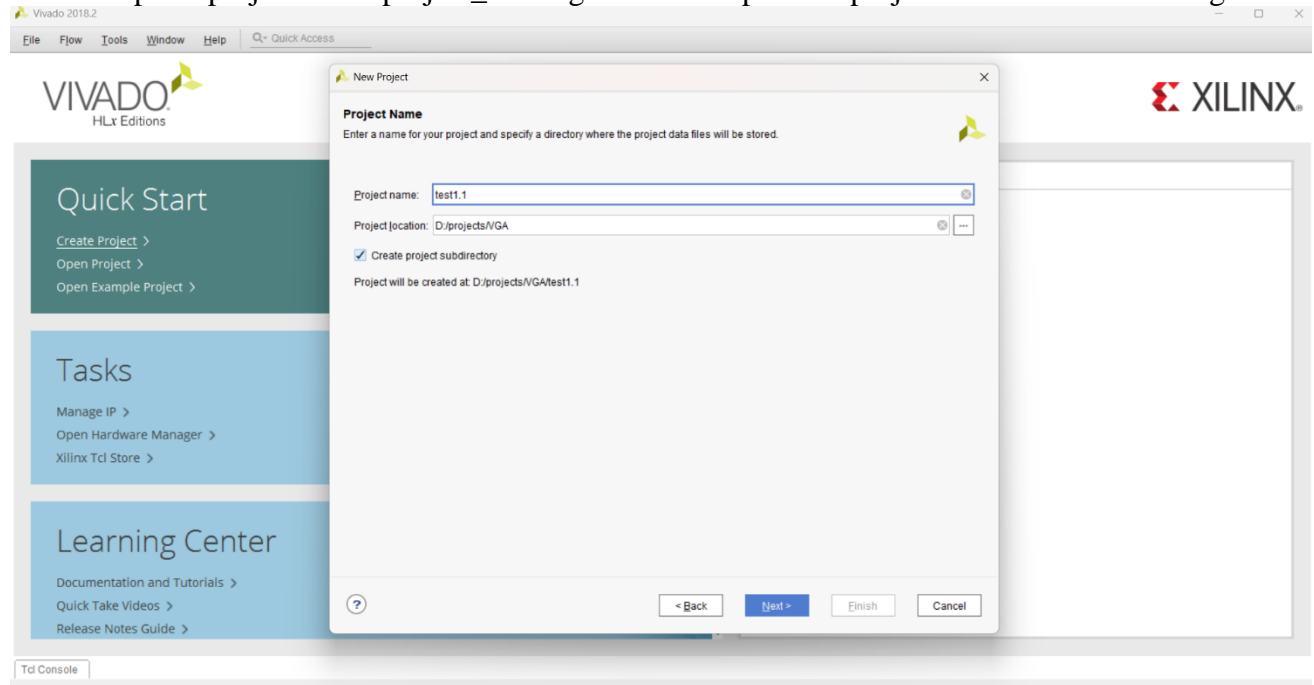 Vivado 2018.2
File Flow Tools Window Help Quick Access
VIVADO
HLx Editions
XILINX
Quick Start
Create Project >
Open Project >
Open Example Project >
Tasks
Manage IP >
Open Hardware Manager >
Xilinx Tcl Store >
Learning Center
Documentation and Tutorials >
Quick Take Videos >
Release Notes Guide >
New Project
Project Name
Enter a name for your project and specify a directory where the project data files will be stored.
Project name: test1.1
Project location: D:/projects/VGA
Create project subdirectory
Project will be created at: D:/projects/VGA/test1.1
? < Back Next > Finish Cancel
Tcl Console